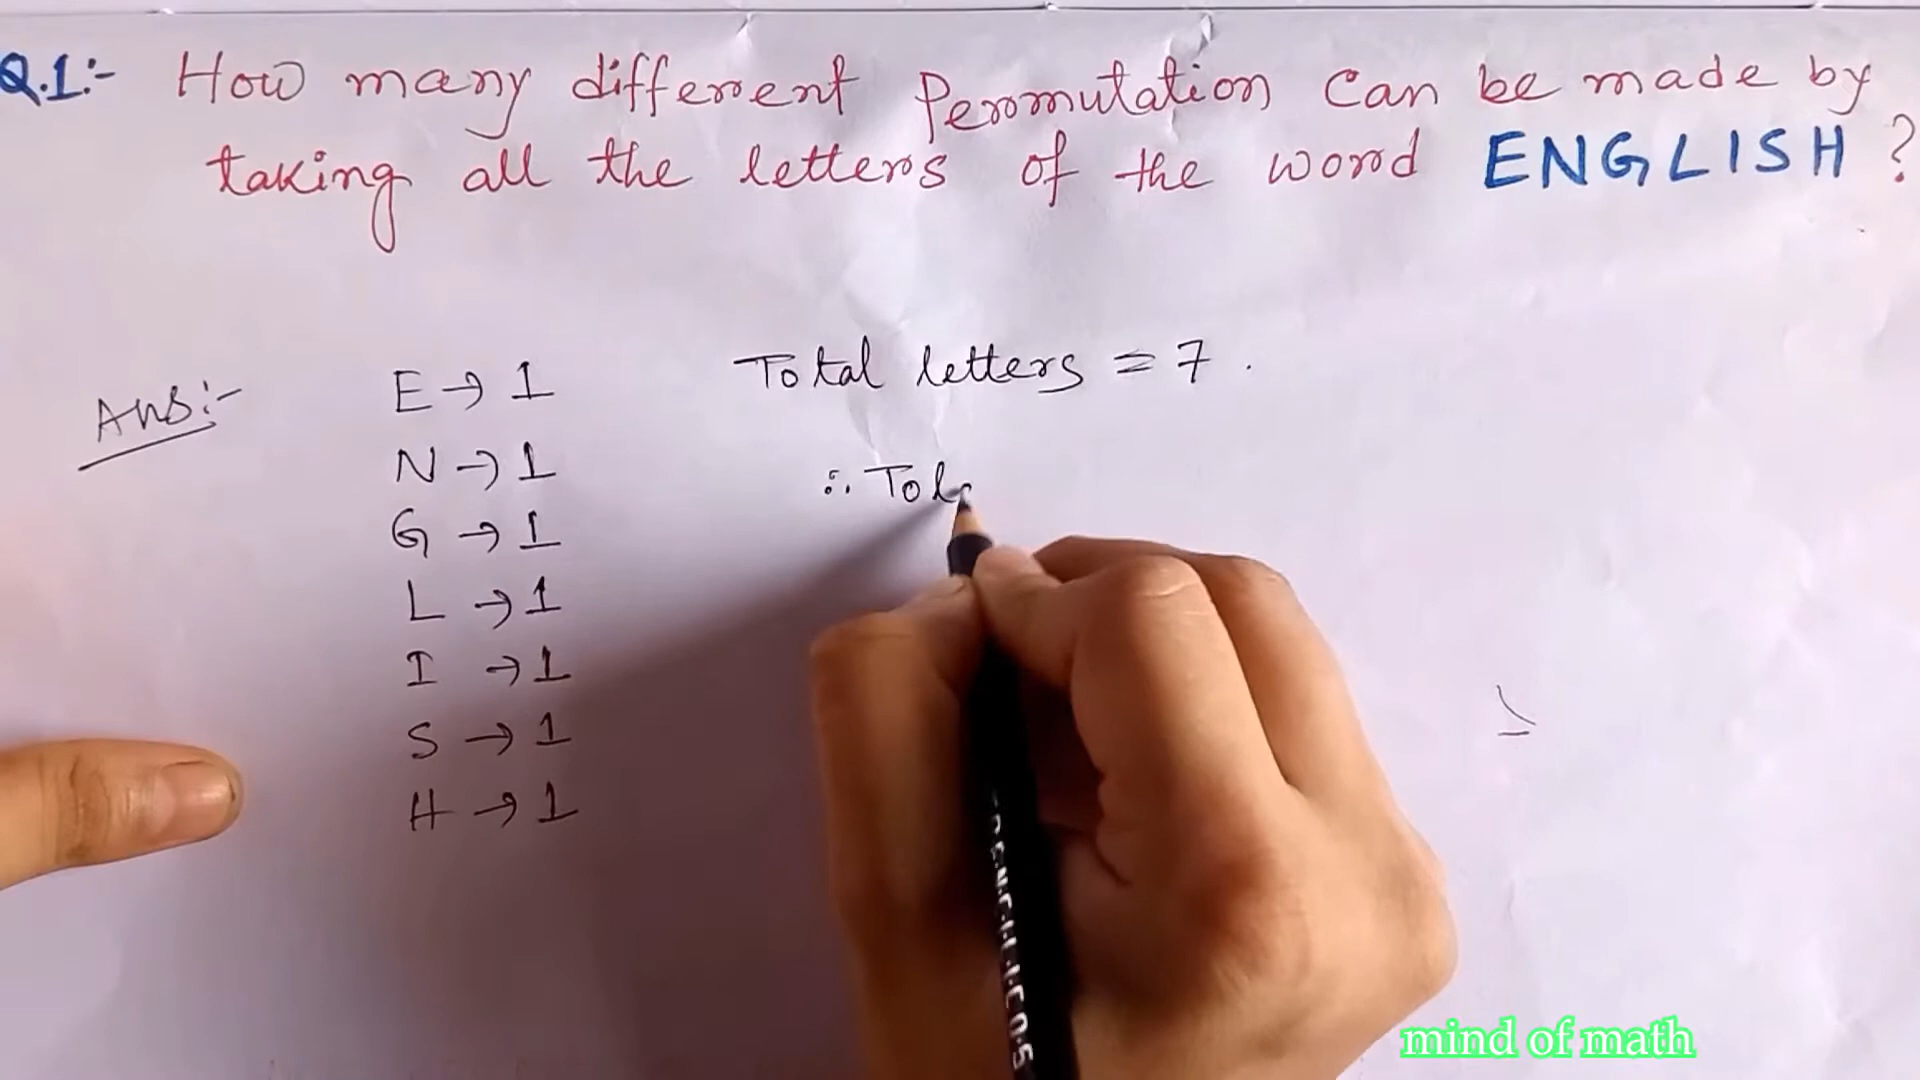 Q.1:- How many different Permutation can be made by
taking all the letters of the word ENGLISH ?
Ans:-
E → 1
N → 1
G → 1
L → 1
I → 1
S → 1
H → 1
Total letters = 7 .
∴ Tot
mind of math